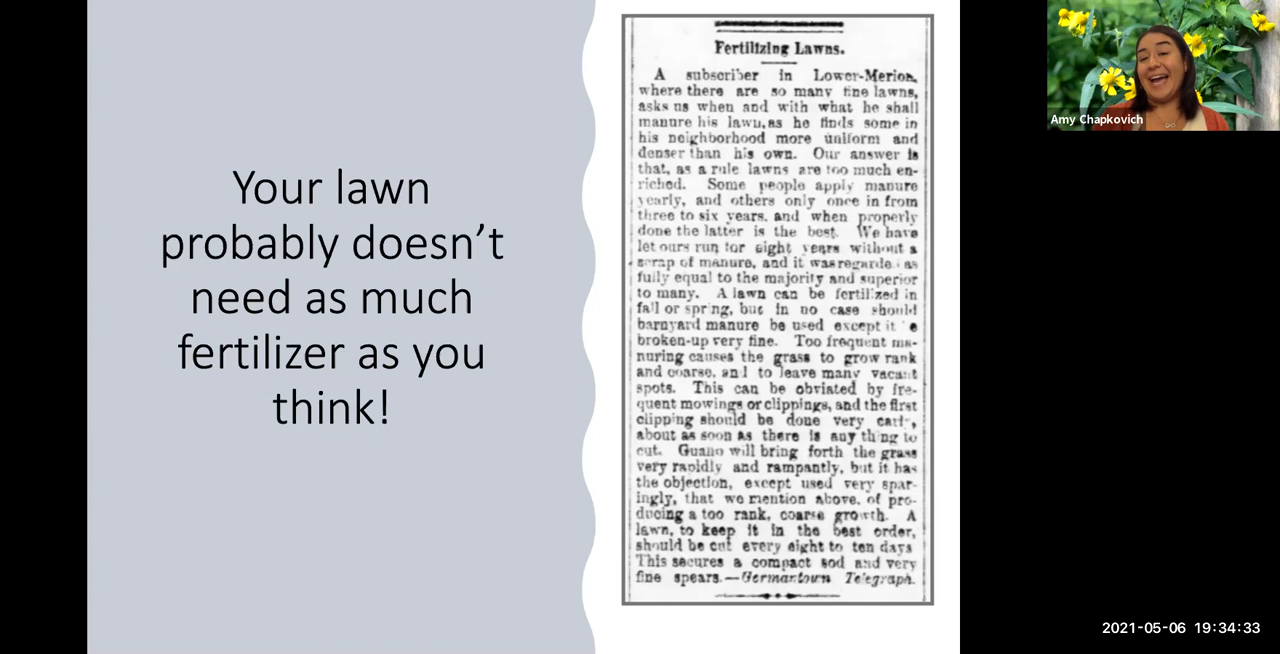 Your lawn
probably doesn't
need as much
fertilizer as you
think!
Fertilizing Lawns.
A subscriber in Lower-Merion,
where there are so many fine lawns,
asks us when and with what he shall
manure his lawn, as he finds some in
his neighborhood more uniform and
denser than his own. Our answer is
that, as a rule lawns are too much en-
riched. Some people apply manure
yearly, and others only once in from
three to six years, and when properly
done the latter is the best. We have
let ours run for eight years without a
scrap of manure, and it was regarded as
fully equal to the majority and superior
to many. A lawn can be fertilized in
fall or spring, but in no case should
barnyard manure be used except it
broken-up very fine. Too frequent ma-
nuring causes the grass to grow rank
and coarse, and to leave many vacant
spots. This can be obviated by fre-
quent mowings or clippings, and the first
clipping should be done very early,
about as soon as there is any thing to
cut. Guano will bring forth the grass
very rapidly and rampantly, but it has
the objection, except used very spar-
ingly, that we mention above, of pro-
ducing a too rank, coarse growth. A
lawn, to keep it in the best order,
should be cut every eight to ten days
This secures a compact sod and very
fine spears.—Germantown Telegraph.
Amy Chapkovich
2021-05-06 19:34:33